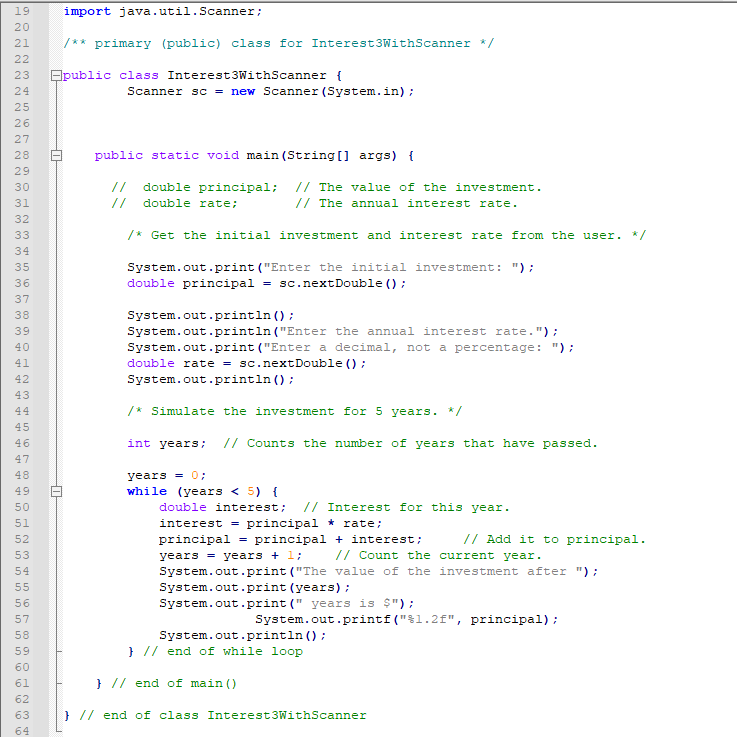 19 import java.util.Scanner;
20
21 /** primary (public) class for Interest3WithScanner */
22
23 public class Interest3WithScanner {
24         Scanner sc = new Scanner(System.in);
25
26
27
28     public static void main(String[] args) {
29
30       //  double principal;  // The value of the investment.
31       //  double rate;       // The annual interest rate.
32
33         /* Get the initial investment and interest rate from the user. */
34
35         System.out.print("Enter the initial investment: ");
36         double principal = sc.nextDouble();
37
38         System.out.println();
39         System.out.println("Enter the annual interest rate.");
40         System.out.print("Enter a decimal, not a percentage: ");
41         double rate = sc.nextDouble();
42         System.out.println();
43
44         /* Simulate the investment for 5 years. */
45
46         int years;  // Counts the number of years that have passed.
47
48         years = 0;
49         while (years < 5) {
50             double interest;  // Interest for this year.
51             interest = principal * rate;
52             principal = principal + interest;     // Add it to principal.
53             years = years + 1;    // Count the current year.
54             System.out.print("The value of the investment after ");
55             System.out.print(years);
56             System.out.print(" years is $");
57                         System.out.printf("%1.2f", principal);
58             System.out.println();
59         } // end of while loop
60
61     } // end of main()
62
63 } // end of class Interest3WithScanner
64